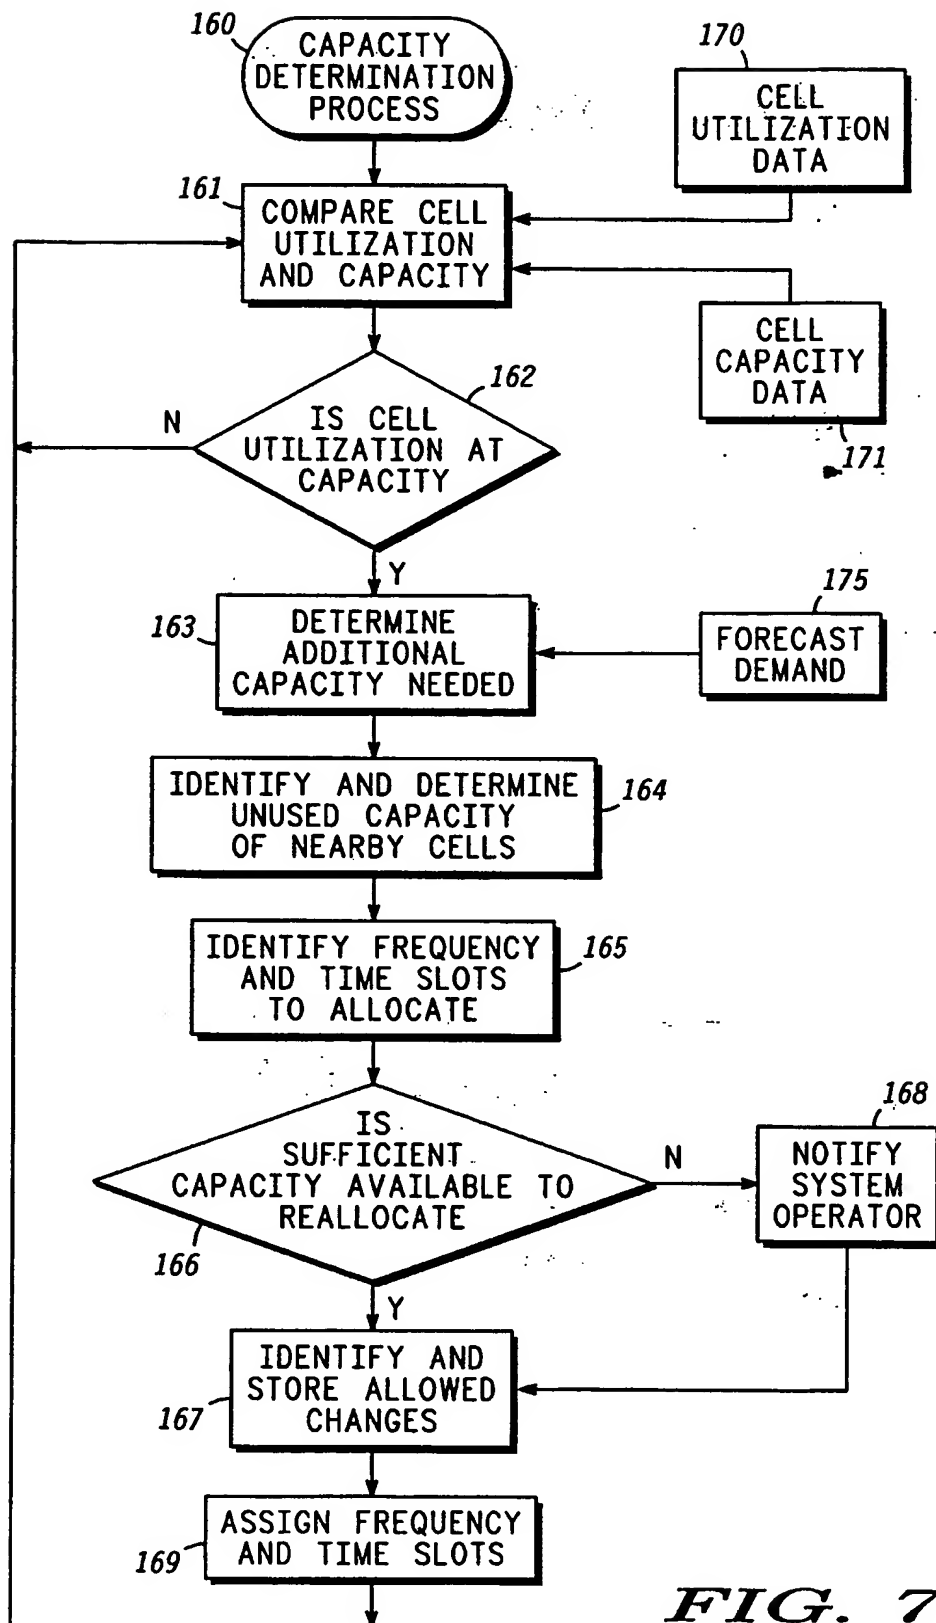 160
CAPACITY
DETERMINATION
PROCESS
170
CELL
UTILIZATION
DATA
161
COMPARE CELL
UTILIZATION
AND CAPACITY
CELL
CAPACITY
DATA
171
162
IS CELL
UTILIZATION AT
CAPACITY
N
Y
163
DETERMINE
ADDITIONAL
CAPACITY NEEDED
175
FORECAST
DEMAND
IDENTIFY AND DETERMINE
UNUSED CAPACITY
OF NEARBY CELLS
164
IDENTIFY FREQUENCY
AND TIME SLOTS
TO ALLOCATE
165
IS
SUFFICIENT
CAPACITY AVAILABLE TO
REALLOCATE
166
N
168
NOTIFY
SYSTEM
OPERATOR
Y
IDENTIFY AND
STORE ALLOWED
CHANGES
167
ASSIGN FREQUENCY
AND TIME SLOTS
169
FIG. 7